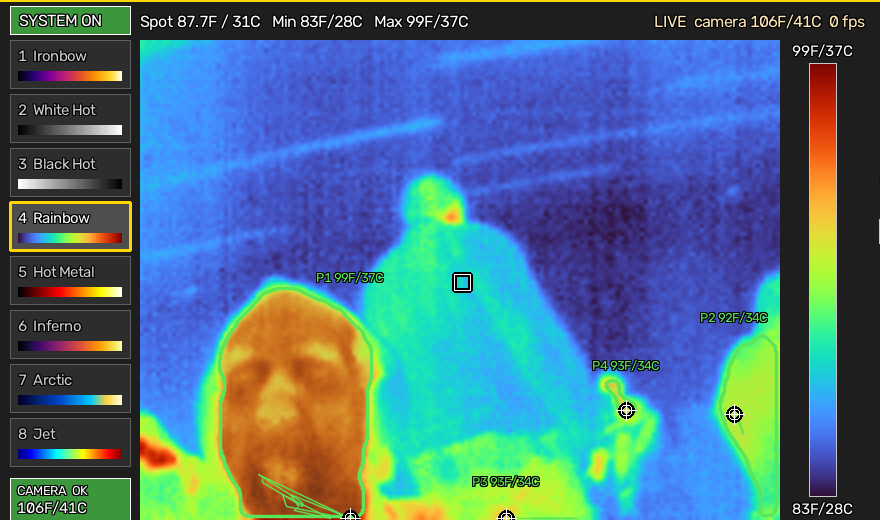 SYSTEM ON
Spot 87.7F / 31C Min 83F/28C Max 99F/37C
LIVE camera 106F/41C 0 fps
1 Ironbow
2 White Hot
3 Black Hot
4 Rainbow
5 Hot Metal
6 Inferno
7 Arctic
8 Jet
CAMERA OK
106F/41C
P1 99F/37C
P2 92F/34C
P4 93F/34C
P3 93F/34C
99F/37C
83F/28C